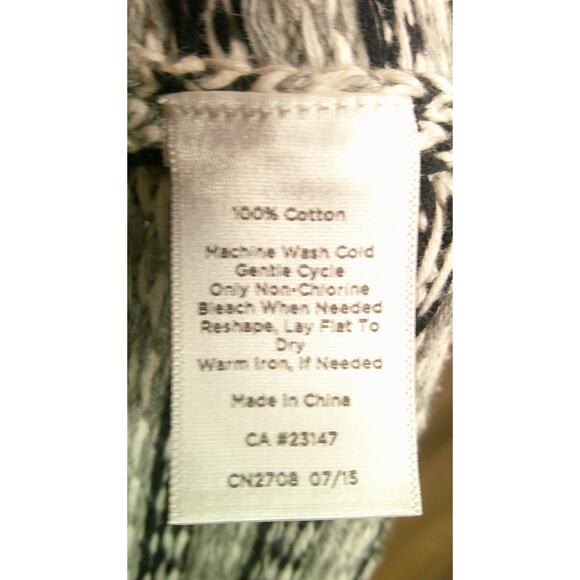 100% Cotton
Machine Wash Cold
Gentle Cycle
Only Non-Chlorine
Bleach When Needed
Reshape, Lay Flat To
Dry
Warm Iron, If Needed
Made In China
CA #23147
CN2708 07/15